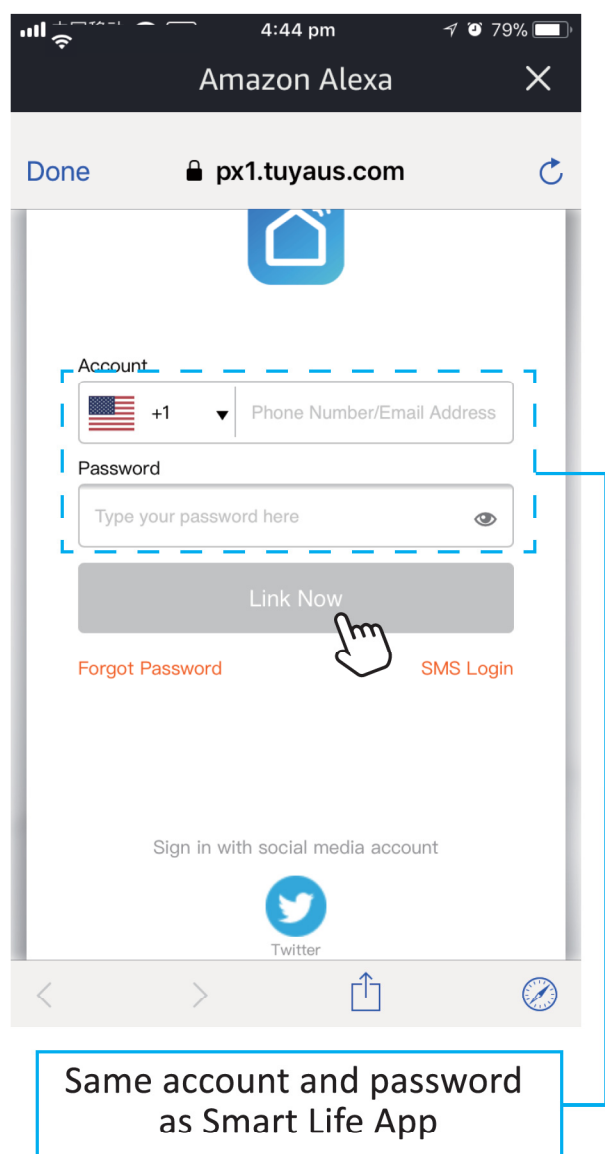 4:44 pm
79%
Amazon Alexa
Done
px1.tuyaus.com
Account
+1
Phone Number/Email Address
Password
Type your password here
Link Now
Forgot Password
SMS Login
Sign in with social media account
Twitter
Same account and password
as Smart Life App